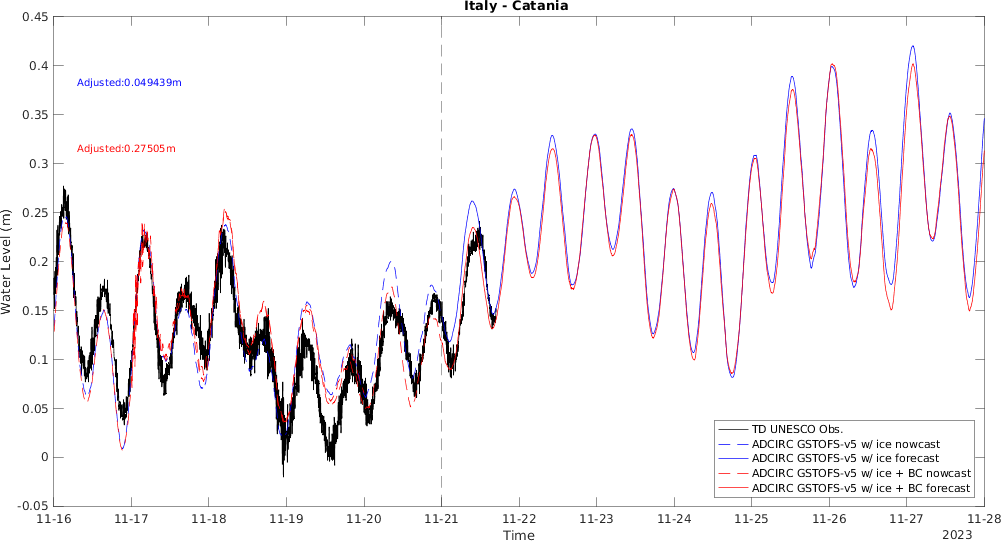 Italy - Catania
0.45
0.4
0.35
0.3
0.25
0.2
0.15
0.1
0.05
0
-0.05
Water Level (m)
Adjusted:0.049439m
Adjusted:0.27505m
TD UNESCO Obs.
ADCIRC GSTOFS-v5 w/ ice nowcast
ADCIRC GSTOFS-v5 w/ ice forecast
ADCIRC GSTOFS-v5 w/ ice + BC nowcast
ADCIRC GSTOFS-v5 w/ ice + BC forecast
11-16 11-17 11-18 11-19 11-20 11-21 11-22 11-23 11-24 11-25 11-26 11-27 11-28
Time
2023